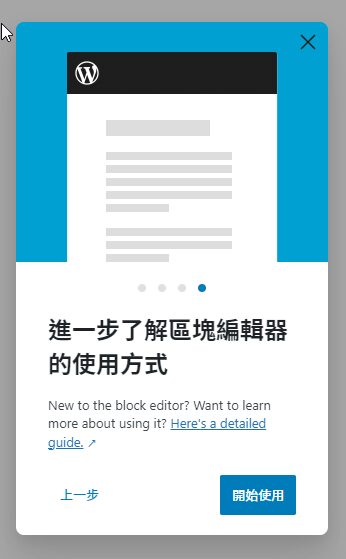 進一步了解區塊編輯器
的使用方式
New to the block editor? Want to learn
more about using it? Here's a detailed
guide. ↗
上一步
開始使用